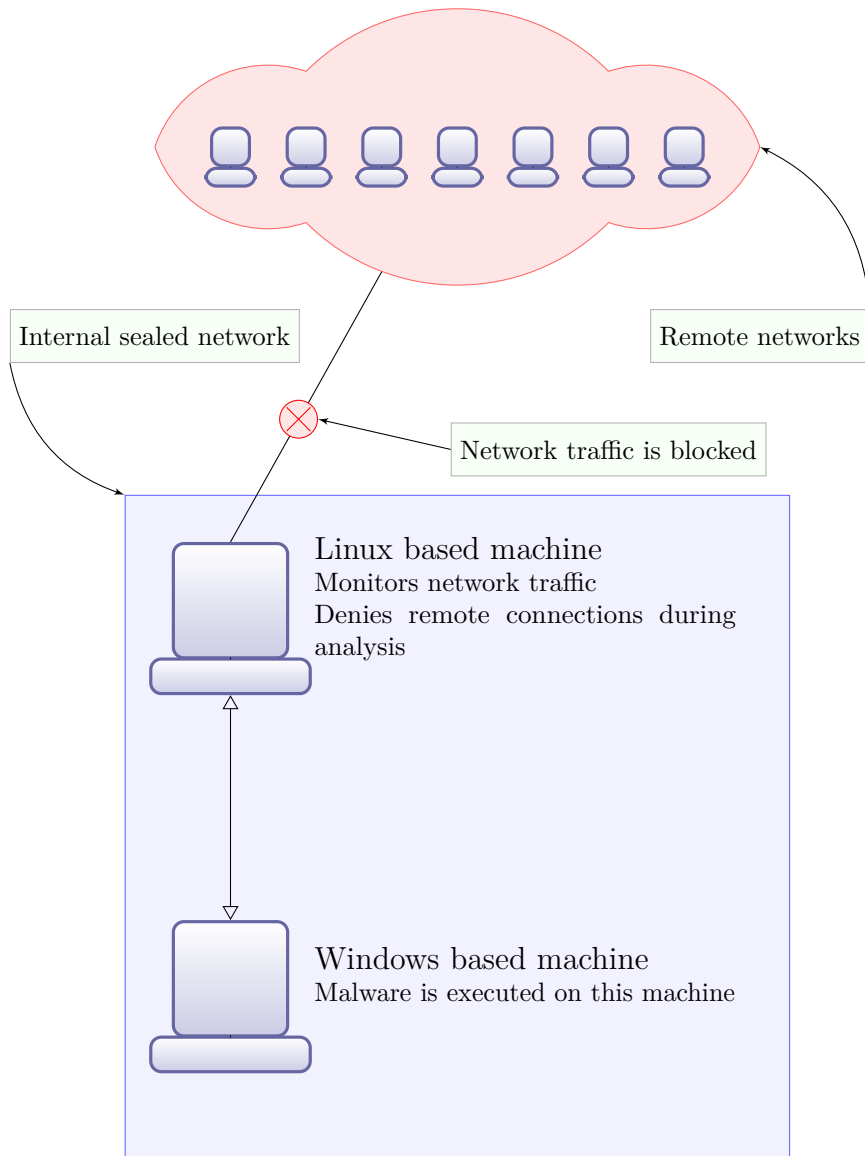 Internal sealed network
Remote networks
Network traffic is blocked
Linux based machine
Monitors network traffic
Denies remote connections during
analysis
Windows based machine
Malware is executed on this machine